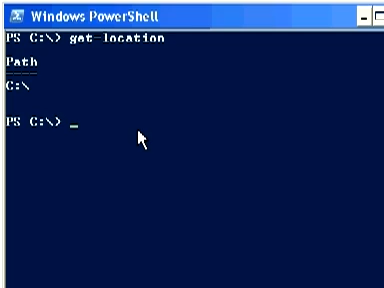 Windows PowerShell
PS C:\> get-location
Path
C:\
PS C:\> _